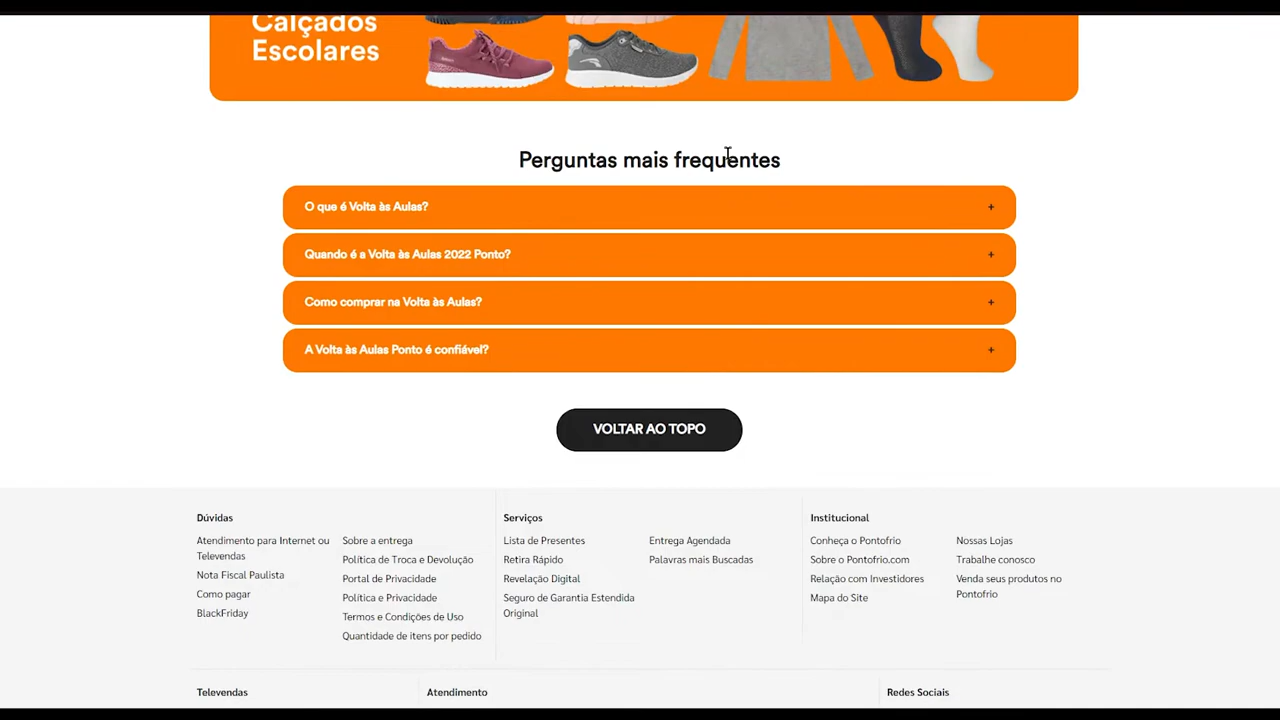 Calçados
Escolares
Perguntas mais frequentes
O que é Volta às Aulas?
+
Quando é a Volta às Aulas 2022 Ponto?
+
Como comprar na Volta às Aulas?
+
A Volta às Aulas Ponto é confiável?
+
VOLTAR AO TOPO
Dúvidas
Atendimento para Internet ou
Televendas
Nota Fiscal Paulista
Como pagar
BlackFriday
Sobre a entrega
Política de Troca e Devolução
Portal de Privacidade
Política e Privacidade
Termos e Condições de Uso
Quantidade de itens por pedido
Serviços
Lista de Presentes
Retira Rápido
Revelação Digital
Seguro de Garantia Estendida
Original
Entrega Agendada
Palavras mais Buscadas
Institucional
Conheça o Pontofrio
Sobre o Pontofrio.com
Relação com Investidores
Mapa do Site
Nossas Lojas
Trabalhe conosco
Venda seus produtos no
Pontofrio
Televendas
Atendimento
Redes Sociais